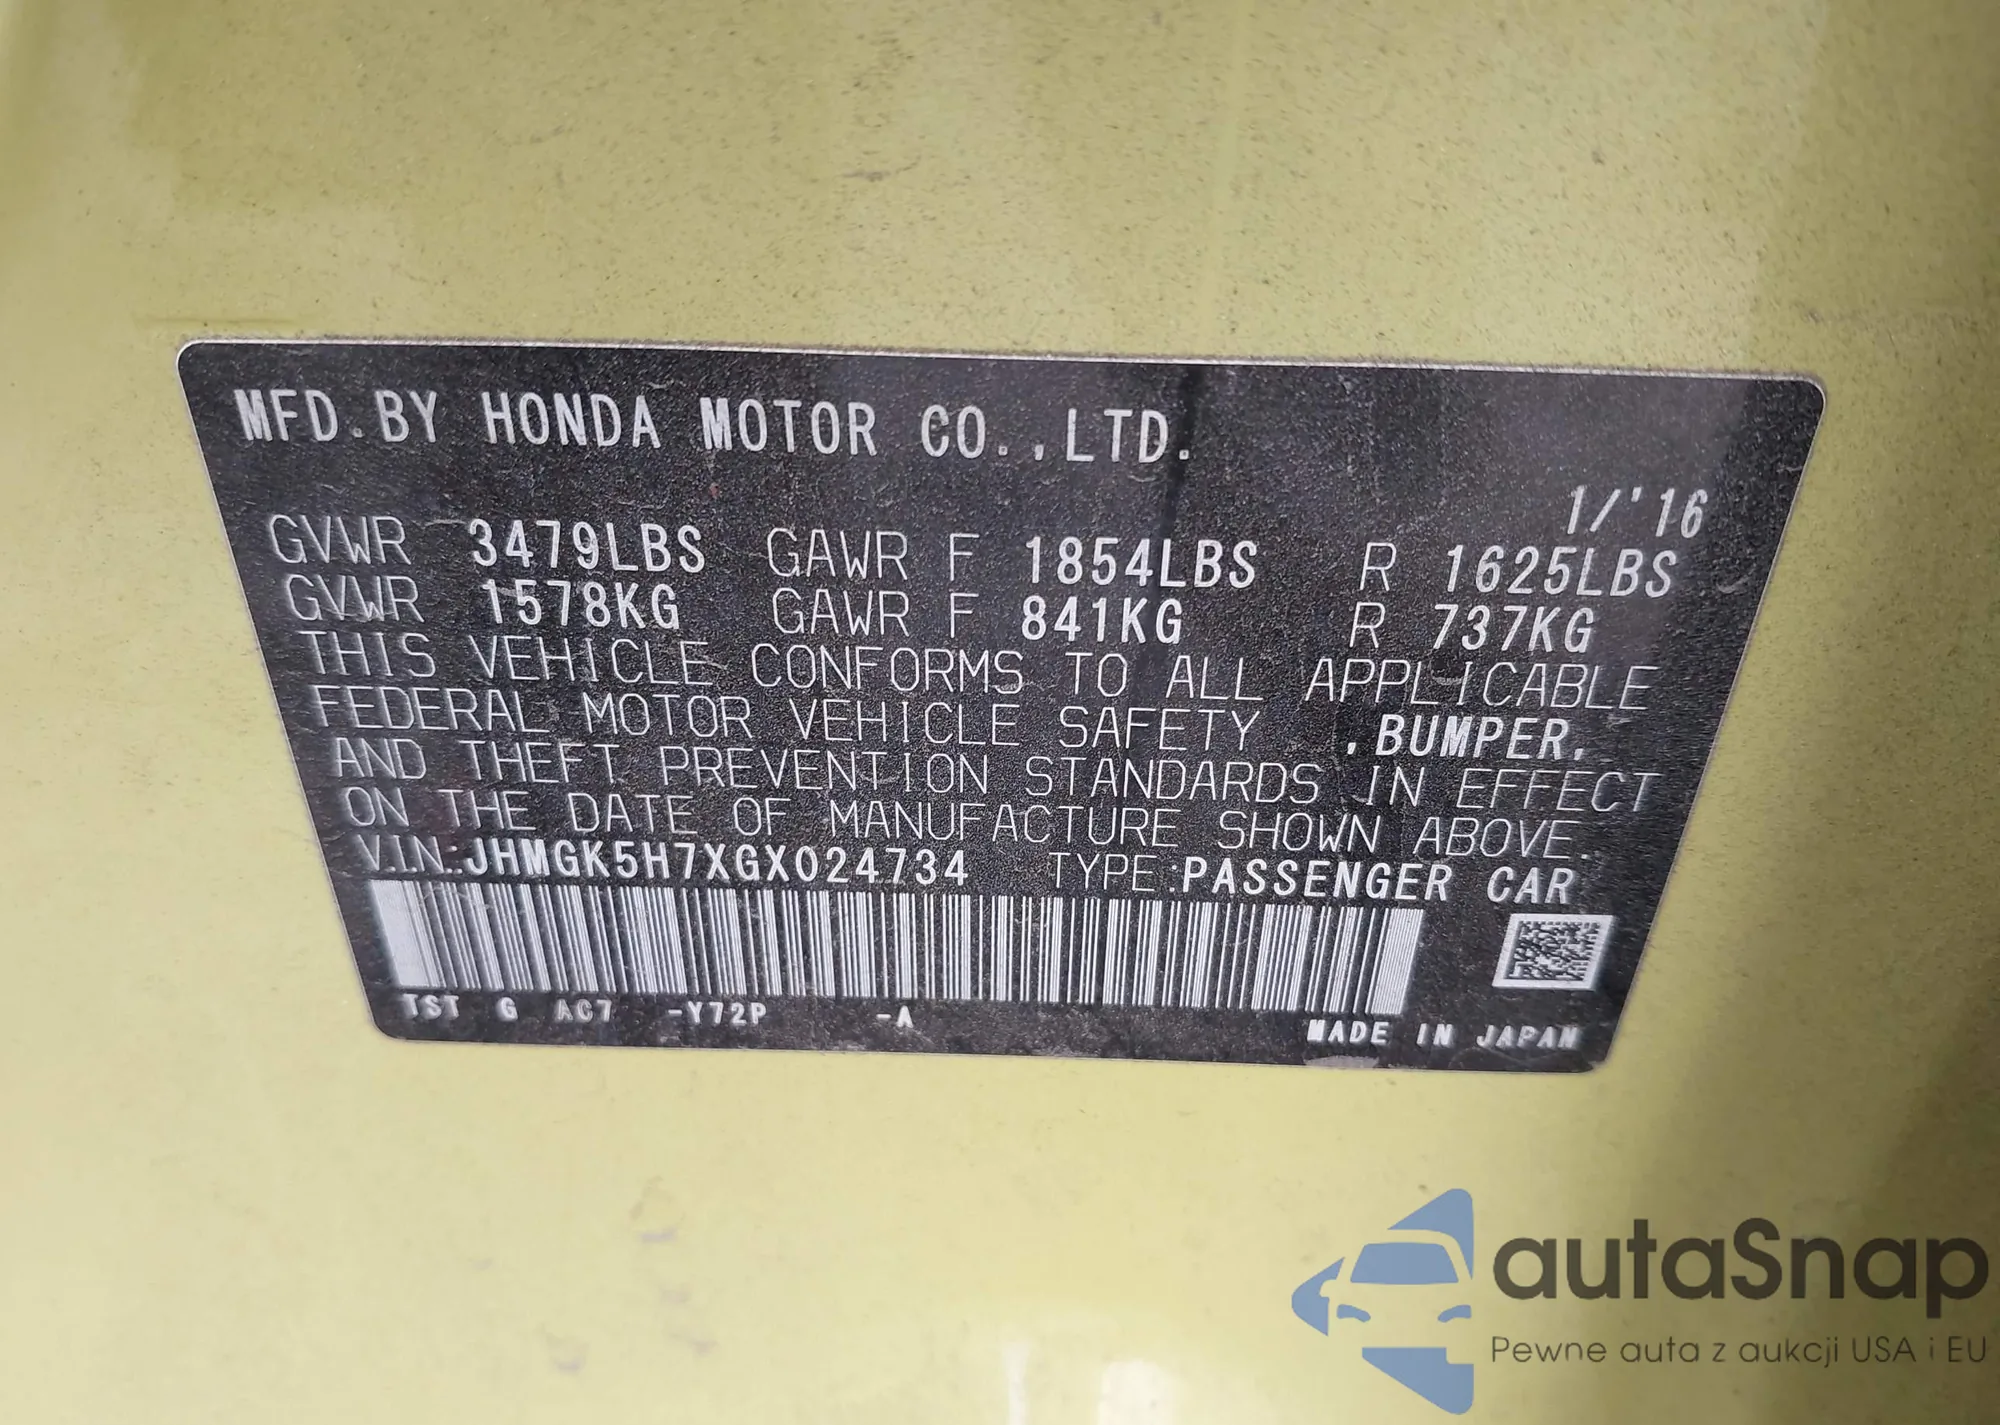 MFD.BY HONDA MOTOR CO.,LTD.
1/'16
GVWR 3479LBS GAWR F 1854LBS R 1625LBS
GVWR 1578KG GAWR F 841KG R 737KG
THIS VEHICLE CONFORMS TO ALL APPLICABLE
FEDERAL MOTOR VEHICLE SAFETY ,BUMPER,
AND THEFT PREVENTION STANDARDS IN EFFECT
ON THE DATE OF MANUFACTURE SHOWN ABOVE.
V.I.N.:JHMGK5H7XGX024734 TYPE:PASSENGER CAR
TST G AC7 -Y72P -A
MADE IN JAPAN
autaSnap
Pewne auta z aukcji USA i EU